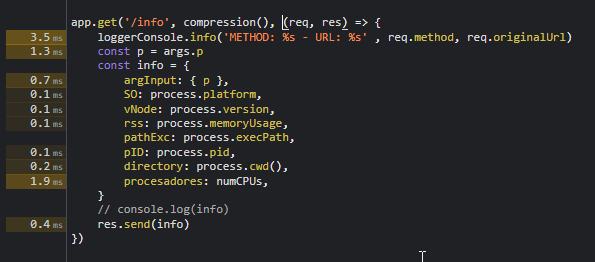 app.get('/info', compression(), (req, res) => {
3.5 ms loggerConsole.info('METHOD: %s - URL: %s' , req.method, req.originalUrl)
1.3 ms const p = args.p
const info = {
0.7 ms argInput: { p },
0.1 ms SO: process.platform,
0.1 ms vNode: process.version,
0.1 ms rss: process.memoryUsage,
pathExc: process.execPath,
0.1 ms pID: process.pid,
0.2 ms directory: process.cwd(),
1.9 ms procesadores: numCPUs,
}
// console.log(info)
0.4 ms res.send(info)
})